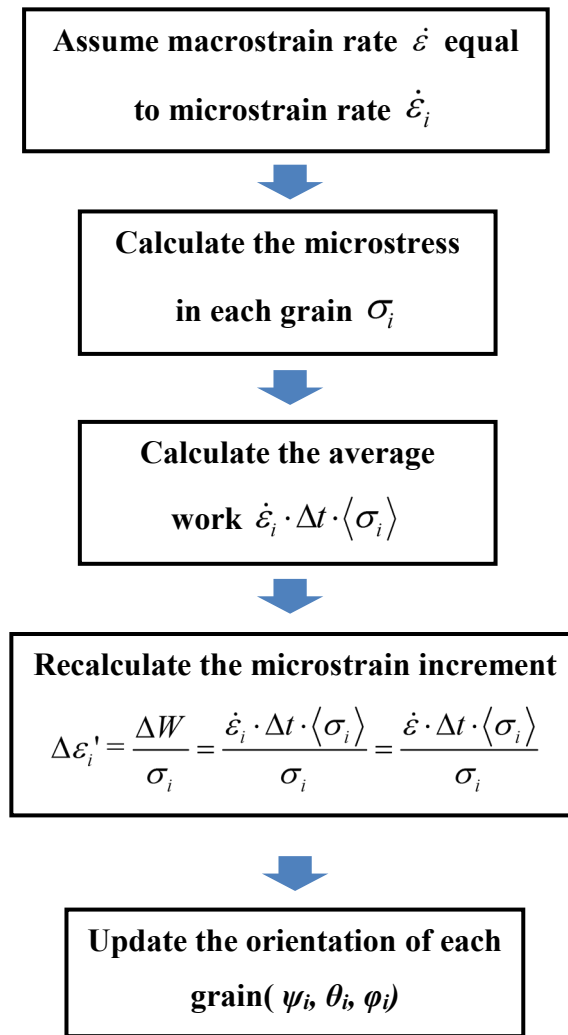 Assume macrostrain rate ε̇ equal
to microstrain rate ε̇ᵢ
Calculate the microstress
in each grain σᵢ
Calculate the average
work ε̇ᵢ · Δt · ⟨σᵢ⟩
Recalculate the microstrain increment
Δεᵢ' = ΔW / σᵢ = ε̇ᵢ · Δt · ⟨σᵢ⟩ / σᵢ = ε̇ · Δt · ⟨σᵢ⟩ / σᵢ
Update the orientation of each
grain( ψᵢ, θᵢ, φᵢ)